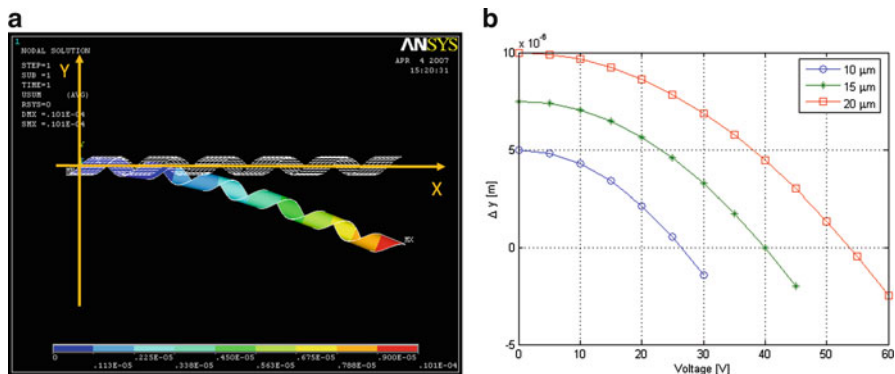 a
1
NODAL SOLUTION
STEP=1
SUB =1
TIME=1
USUM (AVG)
RSYS=0
DMX =.101E-04
SMX =.101E-04
ANSYS
APR 4 2007
15:20:31
Y
X
MX
0 .225E-05 .450E-05 .675E-05 .900E-05
.113E-05 .338E-05 .563E-05 .788E-05 .101E-04
b
x 10-6
10
5
0
-5
Δ y [m]
10 μm
15 μm
20 μm
0 10 20 30 40 50 60
Voltage [V]